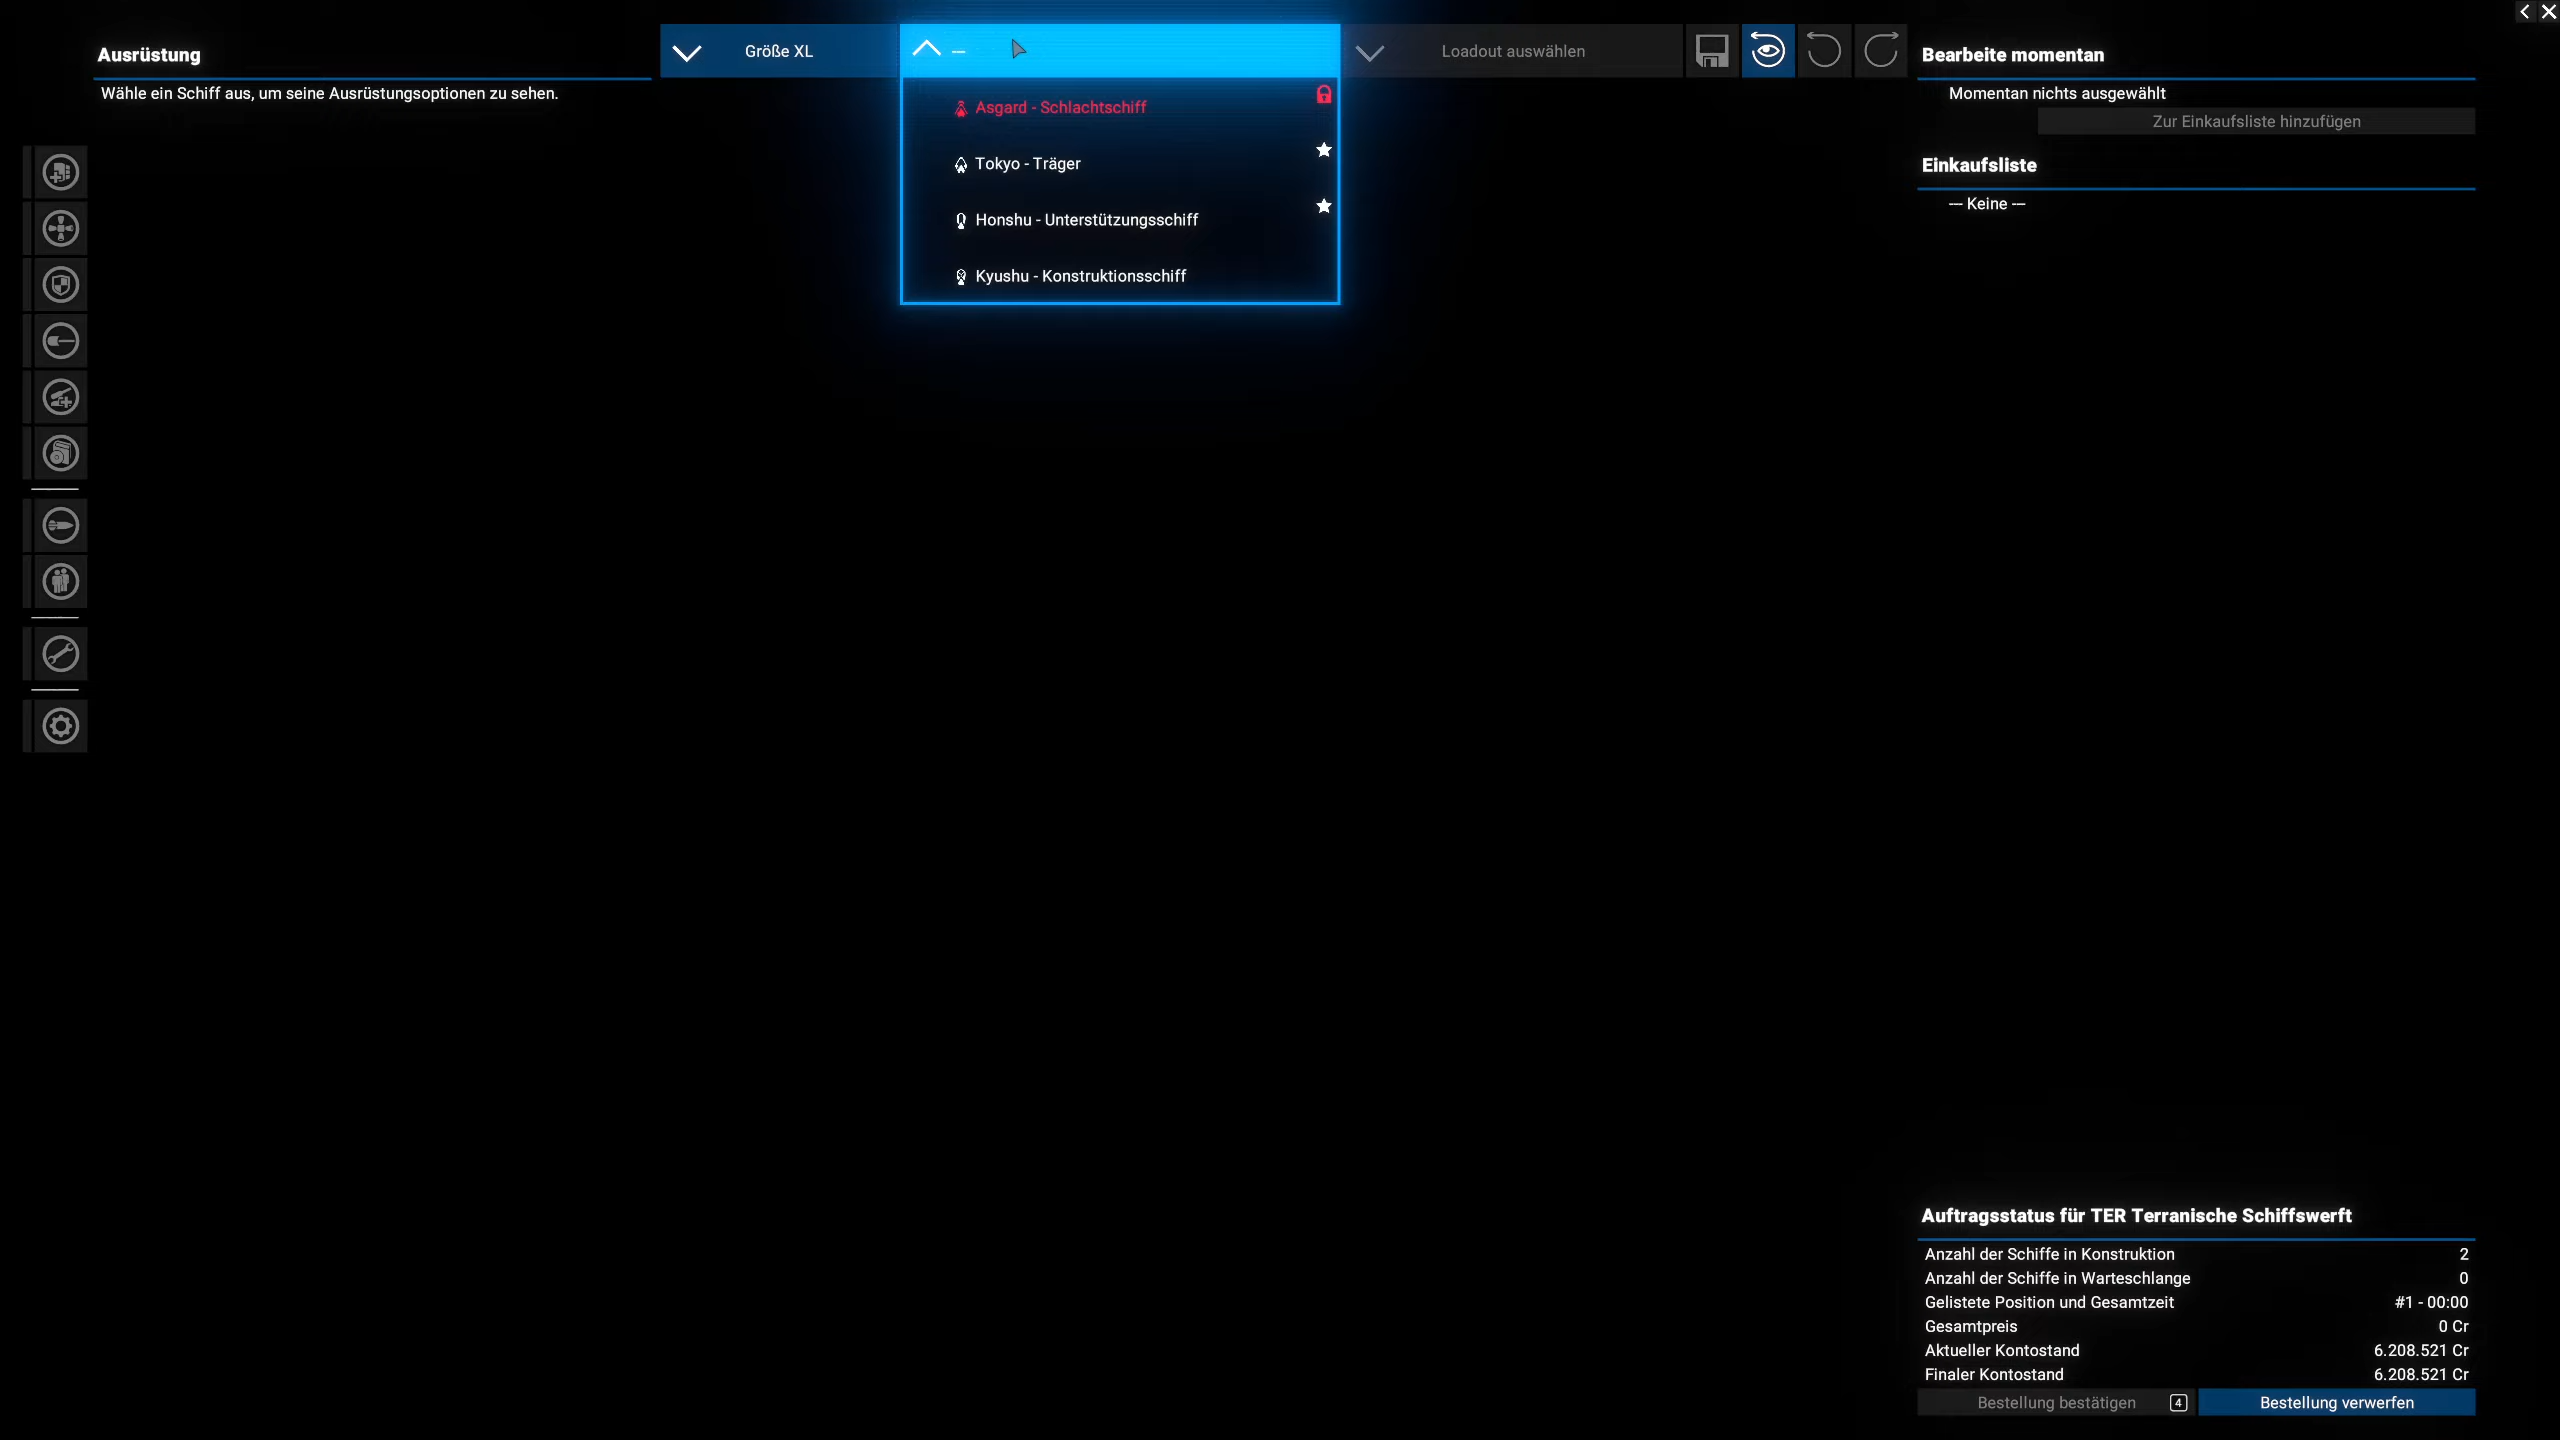 Ausrüstung
Wähle ein Schiff aus, um seine Ausrüstungsoptionen zu sehen.
Größe XL
—
Loadout auswählen
Asgard - Schlachtschiff
Tokyo - Träger
Honshu - Unterstützungsschiff
Kyushu - Konstruktionsschiff
Bearbeite momentan
Momentan nichts ausgewählt
Zur Einkaufsliste hinzufügen
Einkaufsliste
— Keine —
Auftragsstatus für TER Terranische Schiffswerft
Anzahl der Schiffe in Konstruktion 2
Anzahl der Schiffe in Warteschlange 0
Gelistete Position und Gesamtzeit #1 - 00:00
Gesamtpreis 0 Cr
Aktueller Kontostand 6.208.521 Cr
Finaler Kontostand 6.208.521 Cr
Bestellung bestätigen 4 Bestellung verwerfen